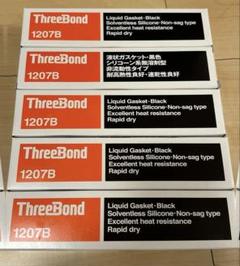 ThreeBond
1207B
Liquid Gasket·Black
Solventless Silicone·Non-sag type
Excellent heat resistance
Rapid dry
ThreeBond
1207B
液状ガスケット・黒色
シリコーン系無溶剤型
非流動性タイプ
耐高熱性良好・速乾性良好
ThreeBond
1207B
Liquid Gasket·Black
Solventless Silicone·Non-sag type
Excellent heat resistance
Rapid dry
ThreeBond
1207B
Liquid Gasket·Black
Solventless Silicone·Non-sag type
Excellent heat resistance
Rapid dry
ThreeBond
1207B
Liquid Gasket·Black
Solventless Silicone·Non-sag type
Excellent heat resistance
Rapid dry